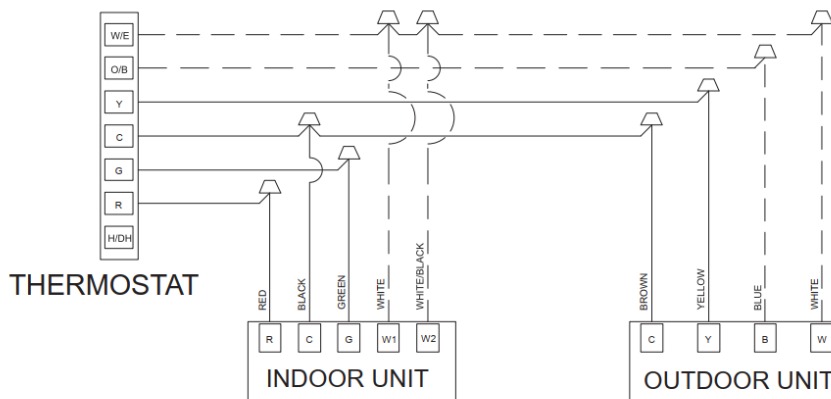 W/E
O/B
Y
C
G
R
H/DH
THERMOSTAT
RED
BLACK
GREEN
WHITE
WHITE/BLACK
BROWN
YELLOW
BLUE
WHITE
R C G W1 W2
C Y B W
INDOOR UNIT
OUTDOOR UNIT